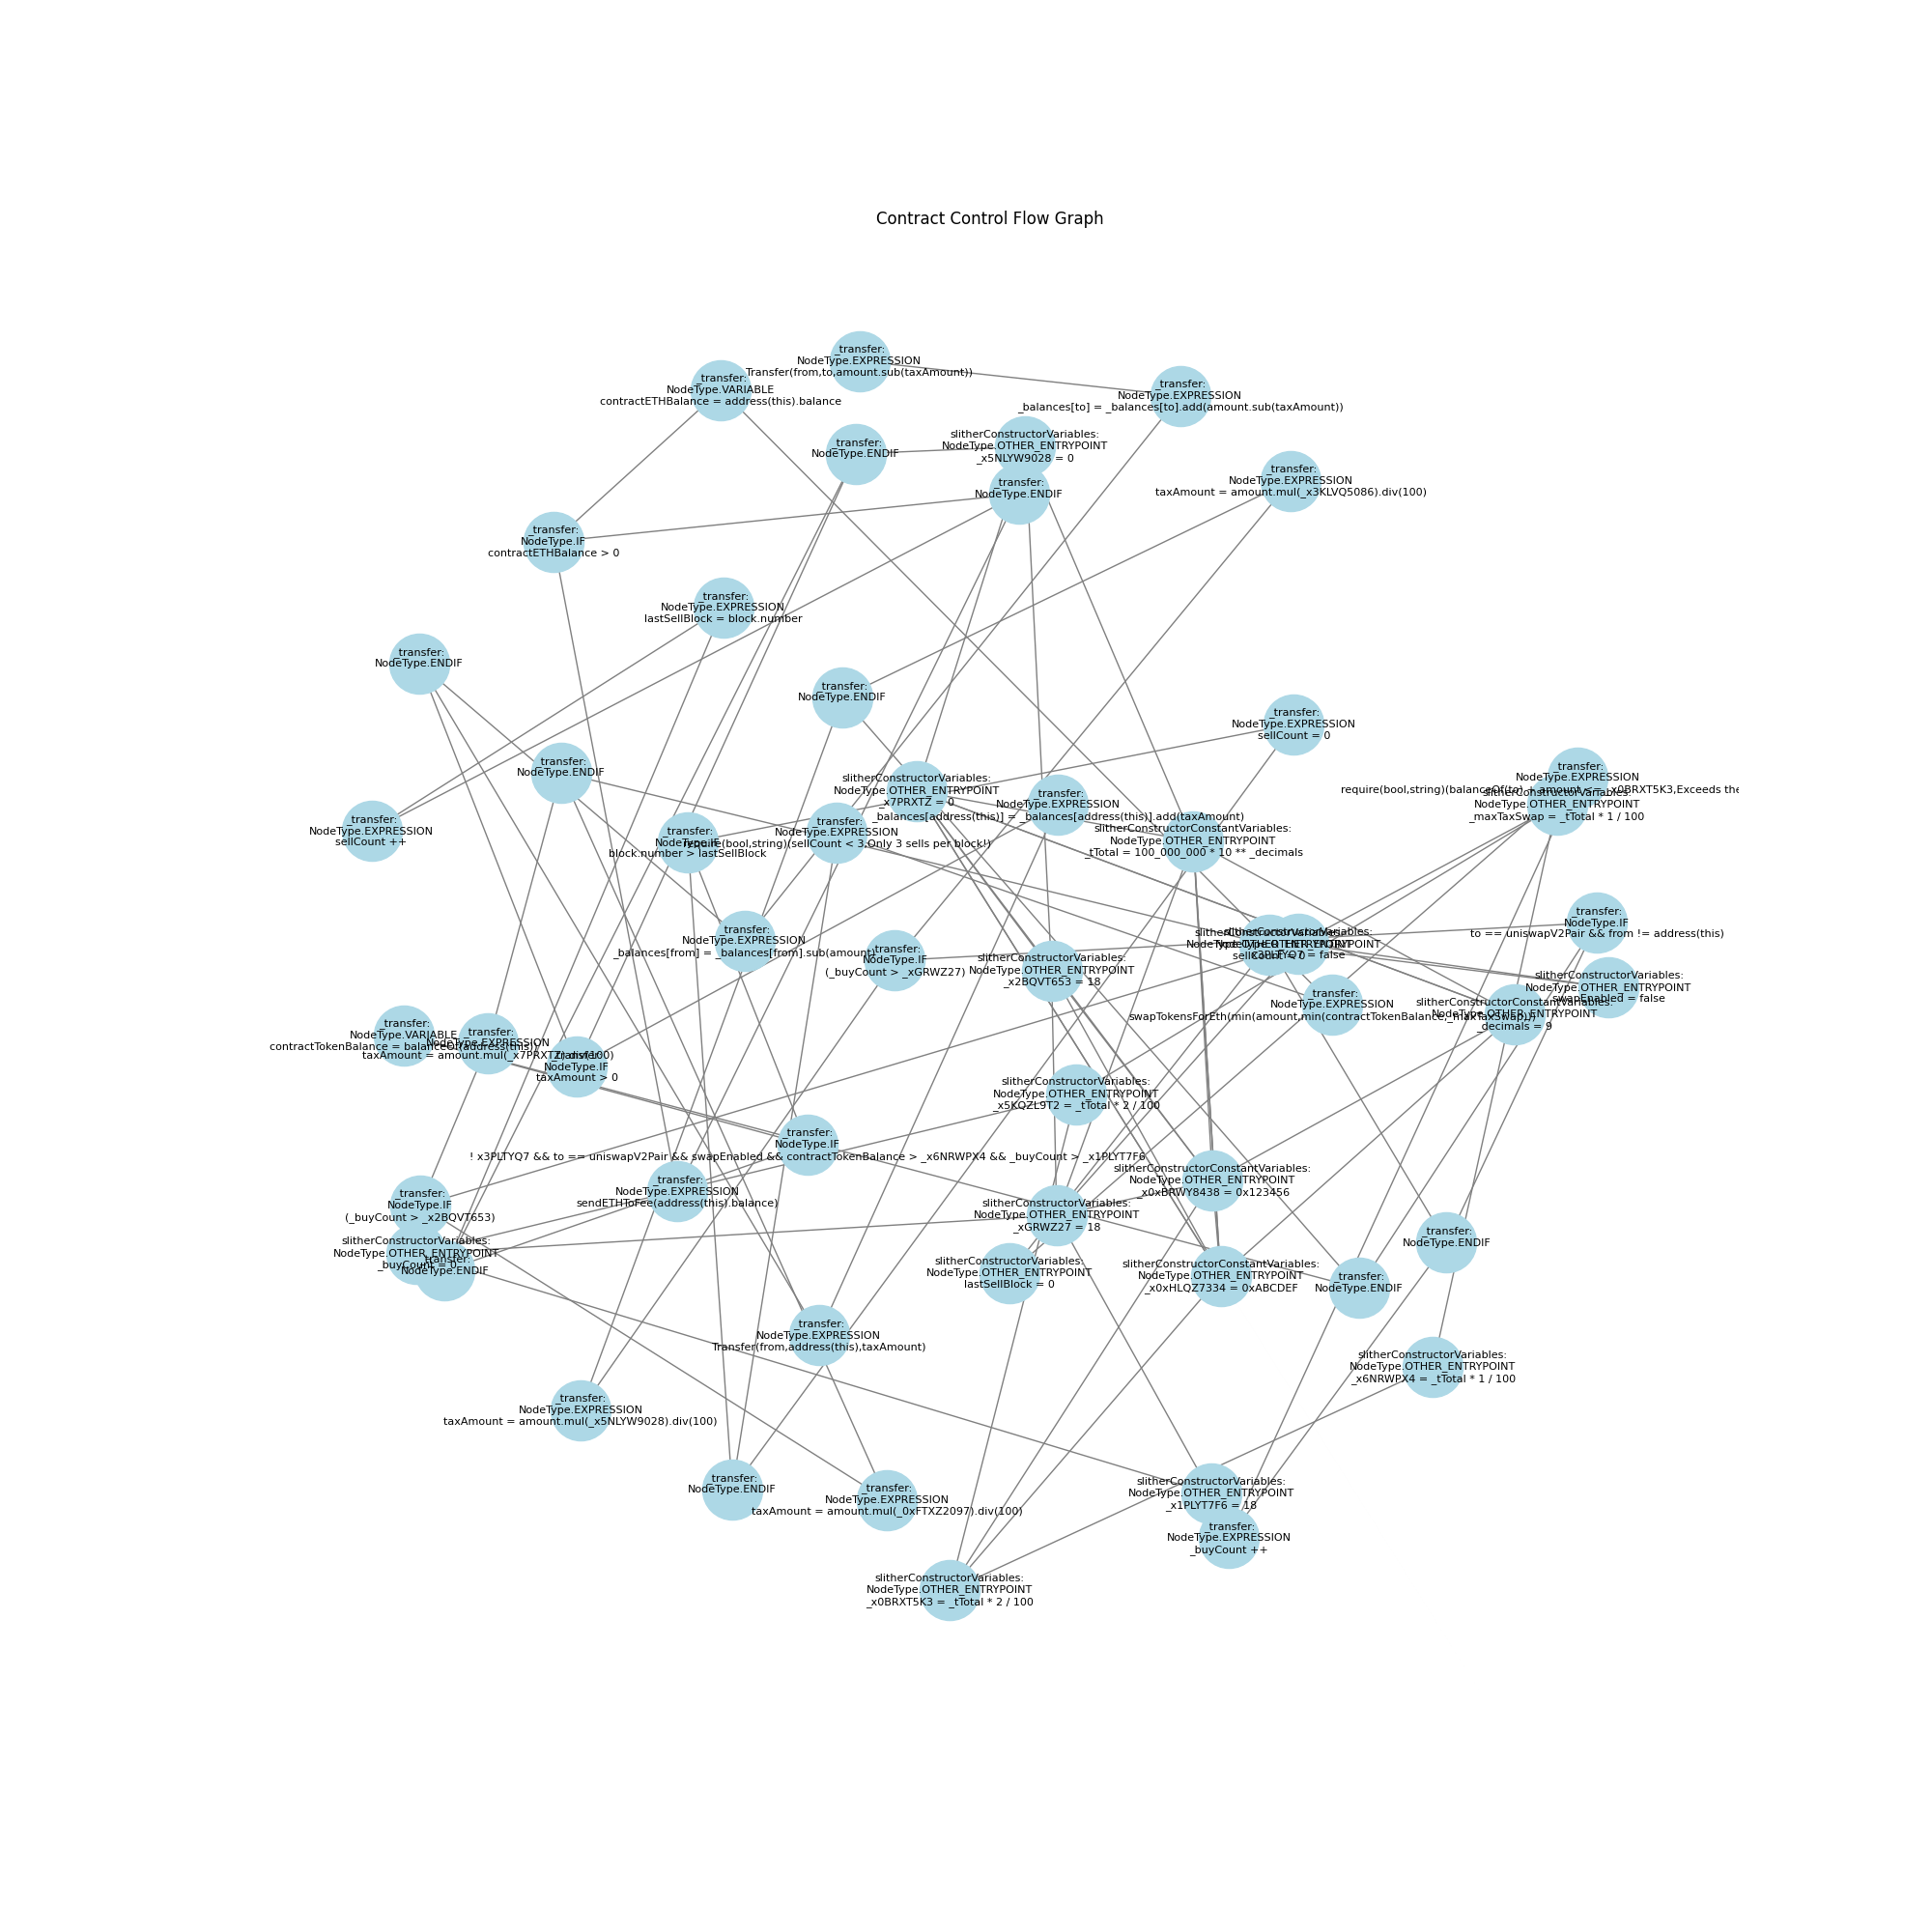 Contract Control Flow Graph
_transfer:
NodeType.EXPRESSION
Transfer(from,to,amount.sub(taxAmount))
_transfer:
NodeType.VARIABLE
contractETHBalance = address(this).balance
_transfer:
NodeType.EXPRESSION
_balances[to] = _balances[to].add(amount.sub(taxAmount))
_transfer:
NodeType.ENDIF
slitherConstructorVariables:
NodeType.OTHER_ENTRYPOINT
_x5NLYW9028 = 0
_transfer:
NodeType.ENDIF
_transfer:
NodeType.EXPRESSION
taxAmount = amount.mul(_x3KLVQ5086).div(100)
_transfer:
NodeType.IF
contractETHBalance > 0
_transfer:
NodeType.EXPRESSION
lastSellBlock = block.number
_transfer:
NodeType.ENDIF
_transfer:
NodeType.ENDIF
_transfer:
NodeType.EXPRESSION
sellCount = 0
_transfer:
NodeType.ENDIF
slitherConstructorVariables:
NodeType.OTHER_ENTRYPOINT
_x7PRXTZ = 0
_transfer:
NodeType.EXPRESSION
_balances[address(this)] = _balances[address(this)].add(taxAmount)
_transfer:
NodeType.EXPRESSION
require(bool,string)(balanceOf(to) + amount <= _x0BRXT5K3,Exceeds the
slitherConstructorVariables:
NodeType.OTHER_ENTRYPOINT
_maxTaxSwap = _tTotal * 1 / 100
_transfer:
NodeType.EXPRESSION
sellCount ++
_transfer:
NodeType.IF
block.number > lastSellBlock
_transfer:
NodeType.EXPRESSION
require(bool,string)(sellCount < 3,Only 3 sells per block!)
slitherConstructorConstantVariables:
NodeType.OTHER_ENTRYPOINT
_tTotal = 100_000_000 * 10 ** _decimals
_transfer:
NodeType.EXPRESSION
_balances[from] = _balances[from].sub(amount)
_transfer:
NodeType.IF
(_buyCount > _xGRWZ27)
slitherConstructorVariables:
NodeType.OTHER_ENTRYPOINT
_x2BQVT653 = 18
slitherConstructorVariables:
NodeType.OTHER_ENTRYPOINT
sellCount = 0
slitherConstructorVariables:
NodeType.OTHER_ENTRYPOINT
x3PLTYQ7 = false
_transfer:
NodeType.IF
to == uniswapV2Pair && from != address(this)
_transfer:
NodeType.EXPRESSION
swapTokensForEth(min(amount,min(contractTokenBalance,_maxTaxSwap)))
slitherConstructorVariables:
NodeType.OTHER_ENTRYPOINT
swapEnabled = false
slitherConstructorConstantVariables:
NodeType.OTHER_ENTRYPOINT
_decimals = 9
_transfer:
NodeType.VARIABLE
contractTokenBalance = balanceOf(address(this))
_transfer:
NodeType.EXPRESSION
taxAmount = amount.mul(_x7PRXTZ).div(100)
_transfer:
NodeType.IF
taxAmount > 0
slitherConstructorVariables:
NodeType.OTHER_ENTRYPOINT
_x5KQZL9T2 = _tTotal * 2 / 100
_transfer:
NodeType.IF
! x3PLTYQ7 && to == uniswapV2Pair && swapEnabled && contractTokenBalance > _x6NRWPX4 && _buyCount > _x1PLYT7F6
_transfer:
NodeType.EXPRESSION
sendETHToFee(address(this).balance)
slitherConstructorConstantVariables:
NodeType.OTHER_ENTRYPOINT
_x0xBRWY8438 = 0x123456
_transfer:
NodeType.IF
(_buyCount > _x2BQVT653)
slitherConstructorVariables:
NodeType.OTHER_ENTRYPOINT
_xGRWZ27 = 18
slitherConstructorVariables:
NodeType.OTHER_ENTRYPOINT
_buyCount = 0
_transfer:
NodeType.ENDIF
slitherConstructorVariables:
NodeType.OTHER_ENTRYPOINT
lastSellBlock = 0
slitherConstructorConstantVariables:
NodeType.OTHER_ENTRYPOINT
_x0xHLQZ7334 = 0xABCDEF
_transfer:
NodeType.ENDIF
_transfer:
NodeType.ENDIF
_transfer:
NodeType.EXPRESSION
Transfer(from,address(this),taxAmount)
slitherConstructorVariables:
NodeType.OTHER_ENTRYPOINT
_x6NRWPX4 = _tTotal * 1 / 100
_transfer:
NodeType.EXPRESSION
taxAmount = amount.mul(_x5NLYW9028).div(100)
_transfer:
NodeType.ENDIF
_transfer:
NodeType.EXPRESSION
taxAmount = amount.mul(_0xFTXZ2097).div(100)
slitherConstructorVariables:
NodeType.OTHER_ENTRYPOINT
_x1PLYT7F6 = 18
_transfer:
NodeType.EXPRESSION
_buyCount ++
slitherConstructorVariables:
NodeType.OTHER_ENTRYPOINT
_x0BRXT5K3 = _tTotal * 2 / 100